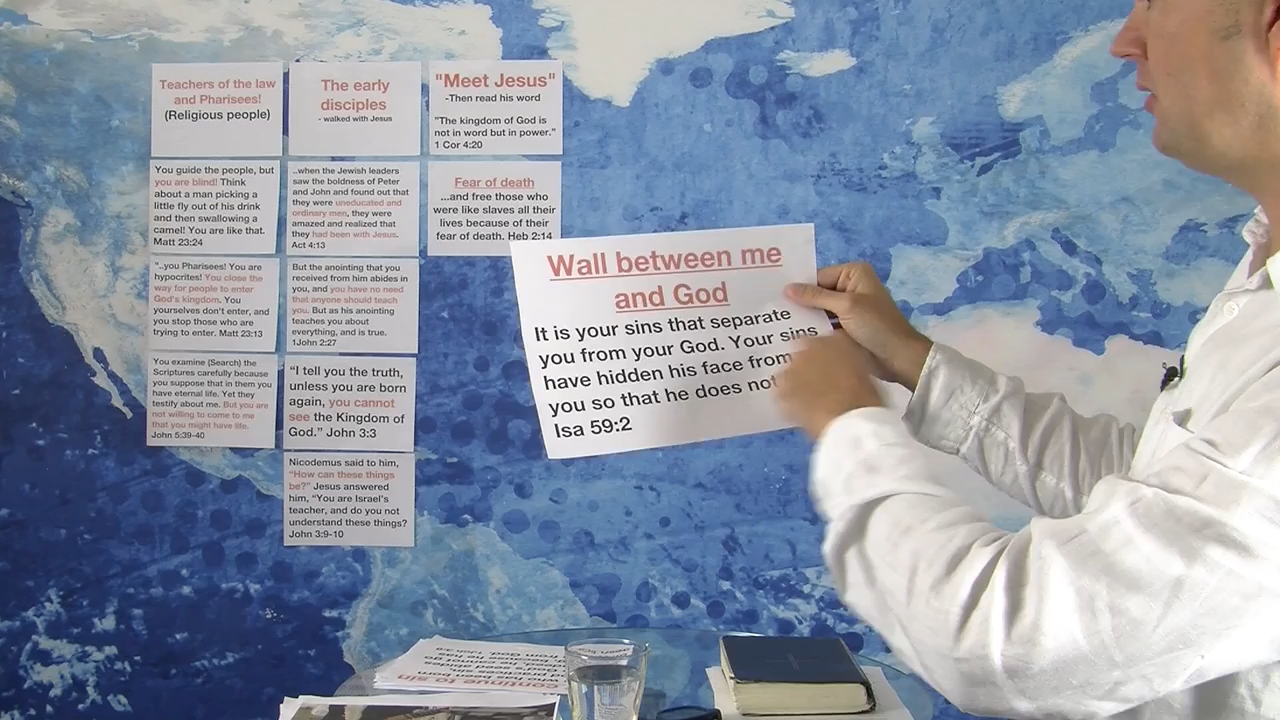 Teachers of the law
and Pharisees!
(Religious people)
You guide the people, but
you are blind! Think
about a man picking a
little fly out of his drink
and then swallowing a
camel! You are like that.
Matt 23:24
"..you Pharisees! You are
hypocrites! You close the
way for people to enter
God's kingdom. You
yourselves don't enter, and
you stop those who are
trying to enter. Matt 23:13
You examine (Search) the
Scriptures carefully because
you suppose that in them you
have eternal life. Yet they
testify about me. But you are
not willing to come to me
that you might have life.
John 5:39-40
The early
disciples
- walked with Jesus
..when the Jewish leaders
saw the boldness of Peter
and John and found out that
they were uneducated and
ordinary men, they were
amazed and realized that
they had been with Jesus.
Act 4:13
But the anointing that you
received from him abides in
you, and you have no need
that anyone should teach
you. But as his anointing
teaches you about
everything, and is true.
1John 2:27
“I tell you the truth,
unless you are born
again, you cannot
see the Kingdom of
God.” John 3:3
Nicodemus said to him,
“How can these things
be?” Jesus answered
him, “You are Israel's
teacher, and do you not
understand these things?
John 3:9-10
"Meet Jesus"
-Then read his word
"The kingdom of God is
not in word but in power."
1 Cor 4:20
Fear of death
...and free those who
were like slaves all their
lives because of their
fear of death. Heb 2:14
Wall between me
and God
It is your sins that separate
you from your God. Your sins
have hidden his face from
you so that he does not
Isa 59:2
continue to sin